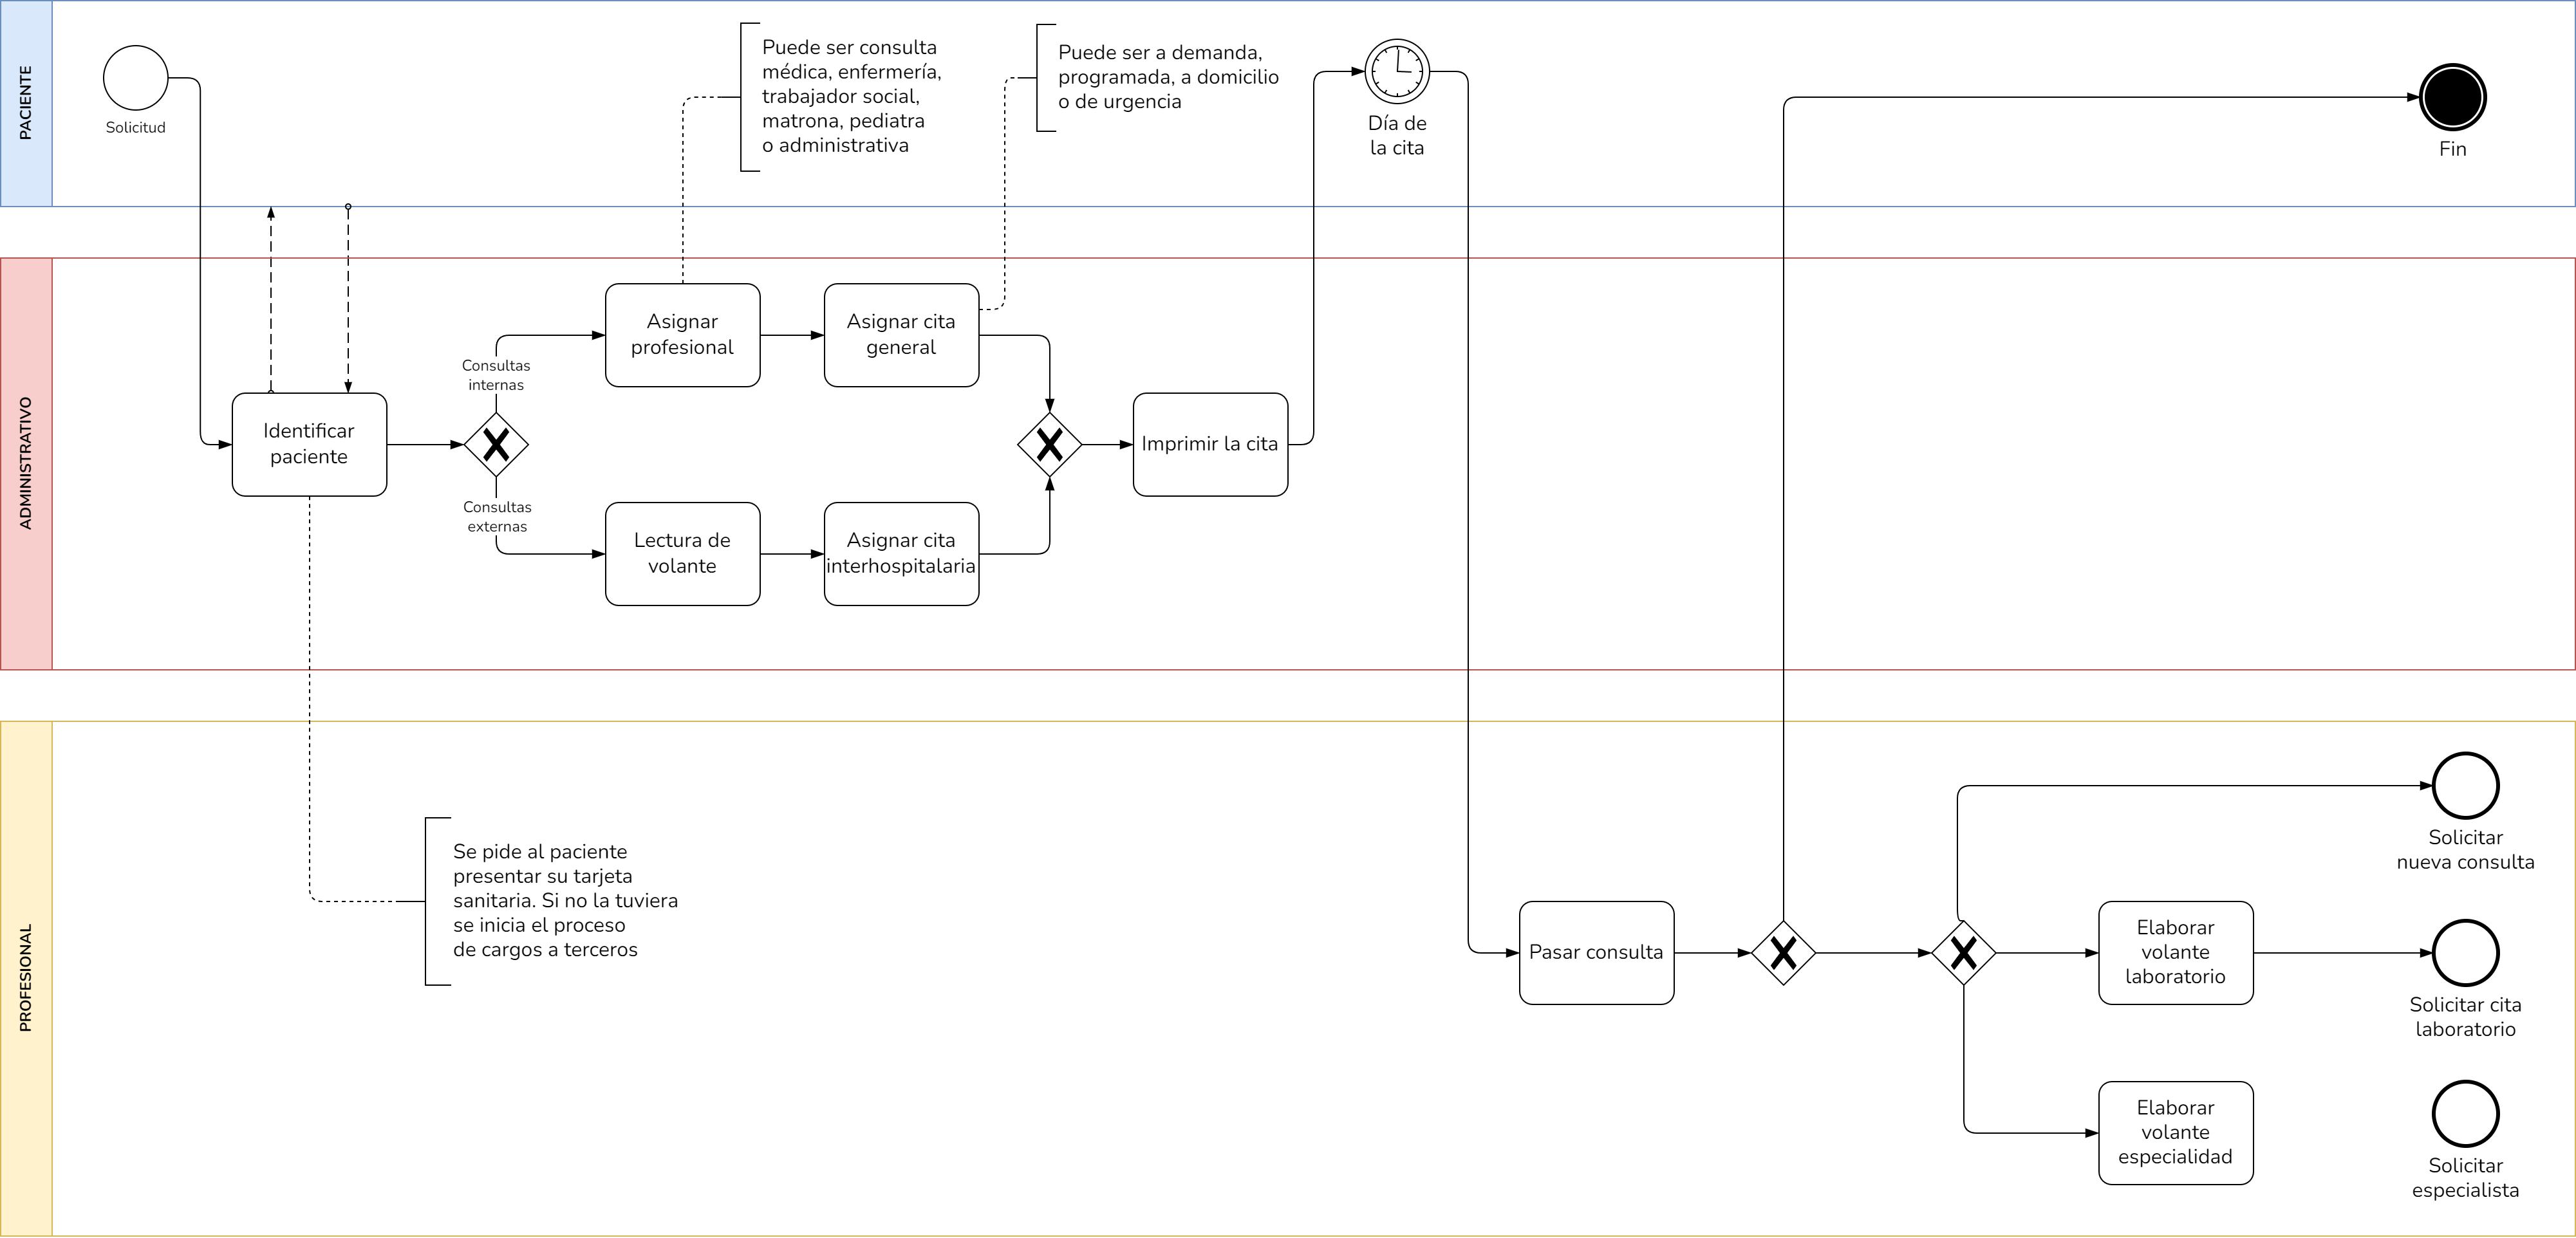 PACIENTE
Solicitud
Puede ser consulta
médica, enfermería,
trabajador social,
matrona, pediatra
o administrativa
Puede ser a demanda,
programada, a domicilio
o de urgencia
Día de
la cita
Fin
ADMINISTRATIVO
Identificar
paciente
Consultas
internas
Consultas
externas
Asignar
profesional
Asignar cita
general
Lectura de
volante
Asignar cita
interhospitalaria
Imprimir la cita
PROFESIONAL
Se pide al paciente
presentar su tarjeta
sanitaria. Si no la tuviera
se inicia el proceso
de cargos a terceros
Pasar consulta
Elaborar
volante
laboratorio
Elaborar
volante
especialidad
Solicitar
nueva consulta
Solicitar cita
laboratorio
Solicitar
especialista